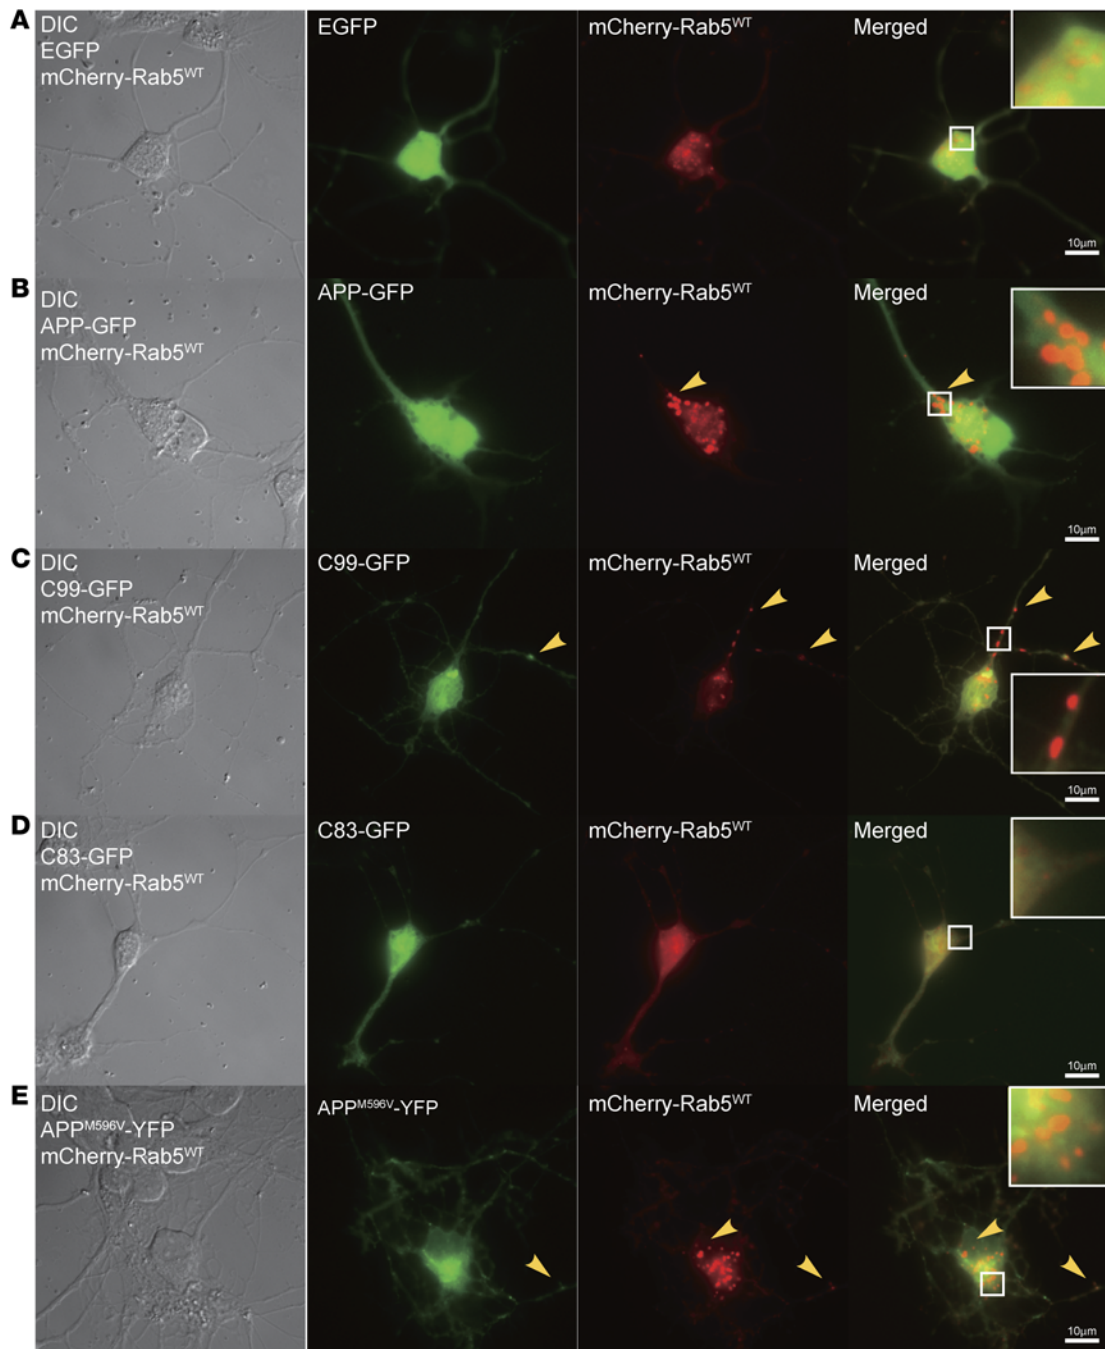 A
DIC
EGFP
mCherry-Rab5ᵂᵀ
EGFP
mCherry-Rab5ᵂᵀ
Merged
10µm
B
DIC
APP-GFP
mCherry-Rab5ᵂᵀ
APP-GFP
mCherry-Rab5ᵂᵀ
Merged
10µm
C
DIC
C99-GFP
mCherry-Rab5ᵂᵀ
C99-GFP
mCherry-Rab5ᵂᵀ
Merged
10µm
D
DIC
C83-GFP
mCherry-Rab5ᵂᵀ
C83-GFP
mCherry-Rab5ᵂᵀ
Merged
10µm
E
DIC
APPᴹ⁵⁹⁶ⱽ-YFP
mCherry-Rab5ᵂᵀ
APPᴹ⁵⁹⁶ⱽ-YFP
mCherry-Rab5ᵂᵀ
Merged
10µm